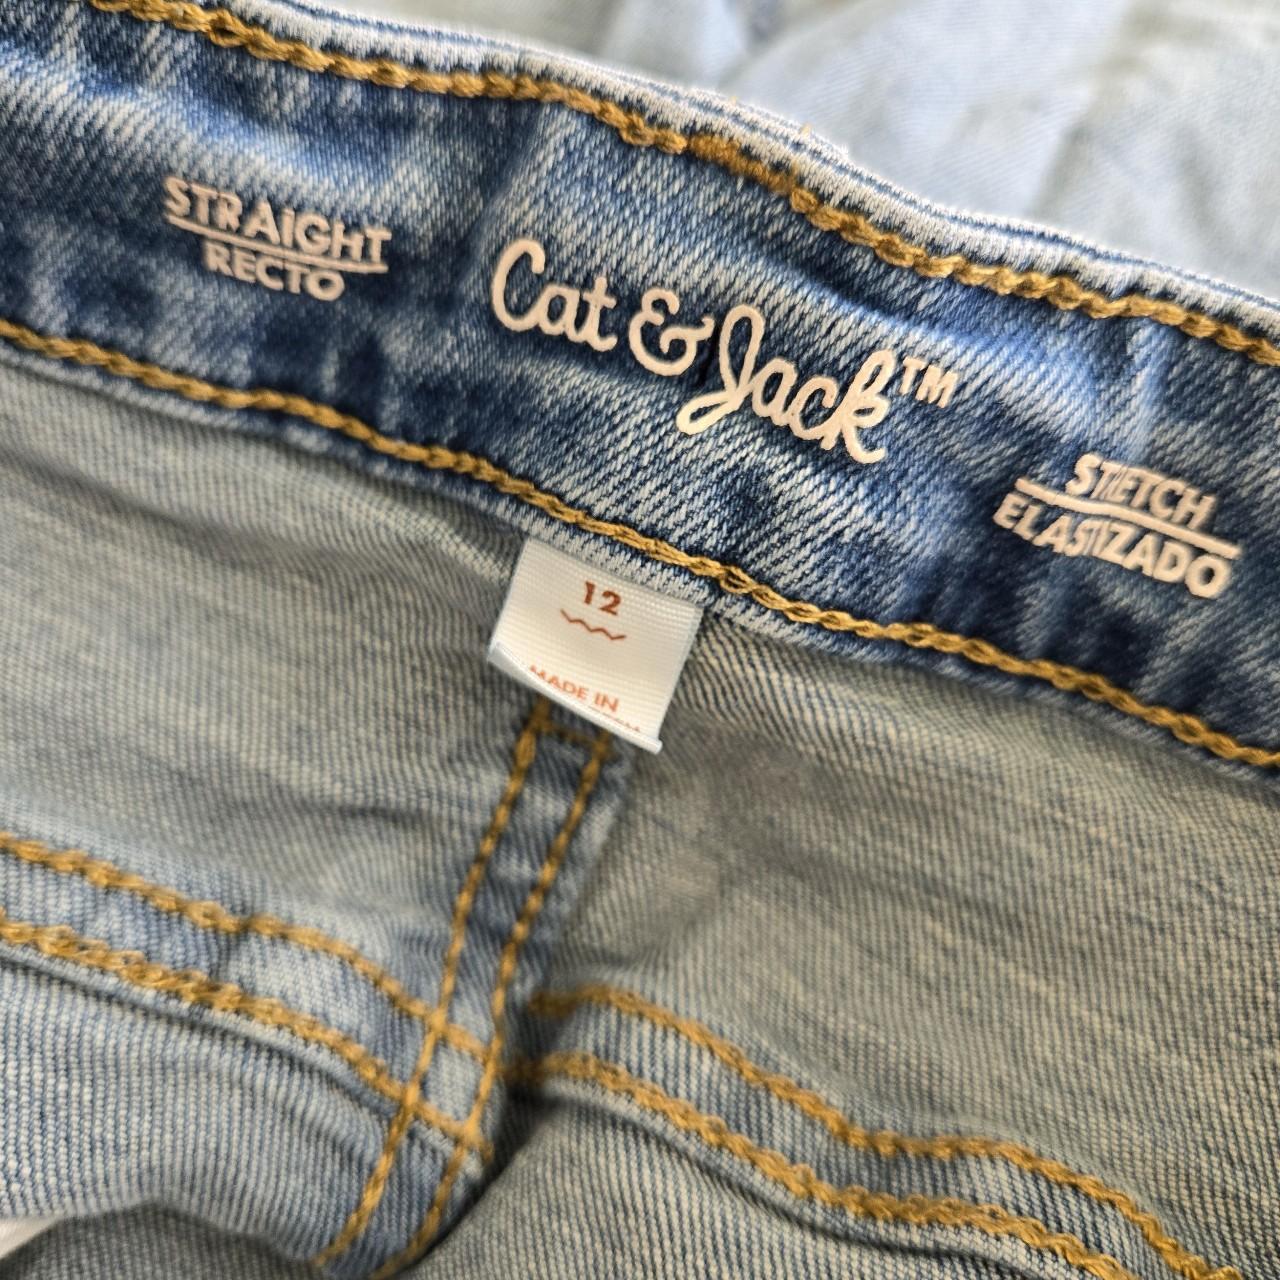 STRAIGHT
RECTO
Cat & Jack™
STRETCH
ELASTIZADO
12
MADE IN